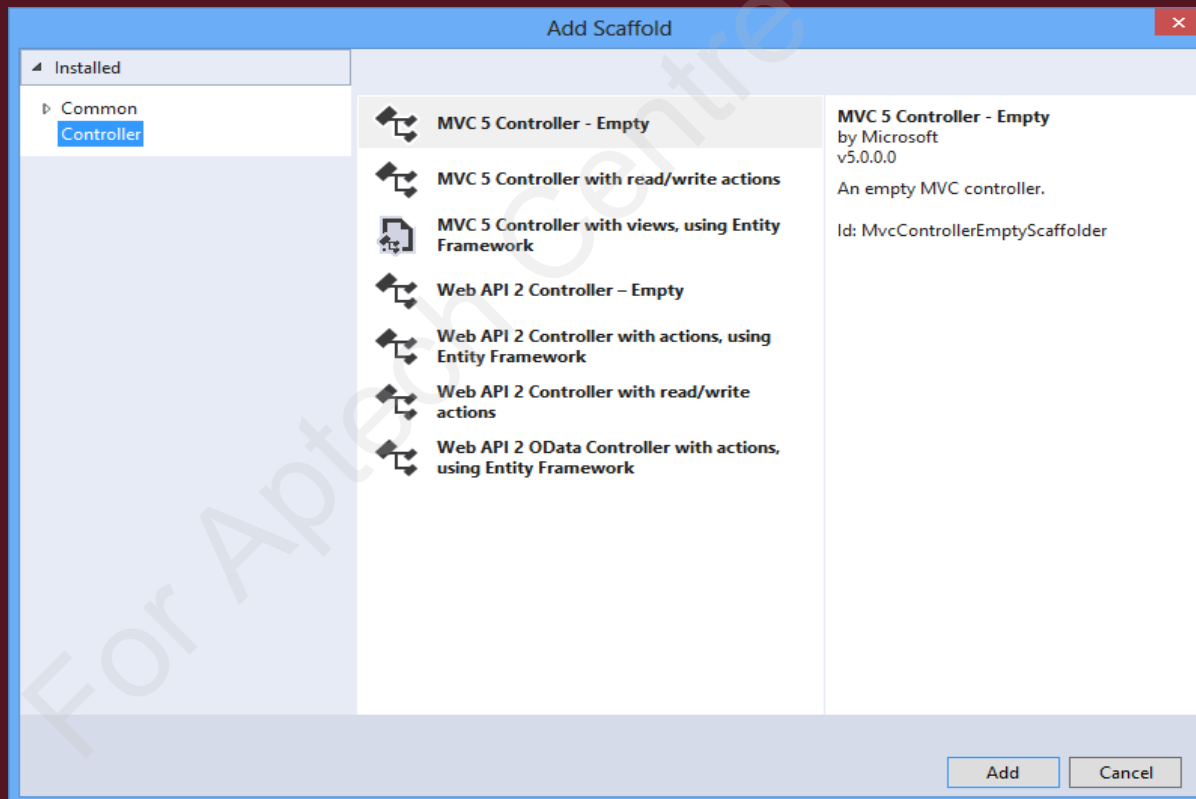 Add Scaffold
Installed
Common
Controller
MVC 5 Controller - Empty
MVC 5 Controller with read/write actions
MVC 5 Controller with views, using Entity
Framework
Web API 2 Controller – Empty
Web API 2 Controller with actions, using
Entity Framework
Web API 2 Controller with read/write
actions
Web API 2 OData Controller with actions,
using Entity Framework
MVC 5 Controller - Empty
by Microsoft
v5.0.0.0
An empty MVC controller.
Id: MvcControllerEmptyScaffolder
Add
Cancel
For Aptech Centre